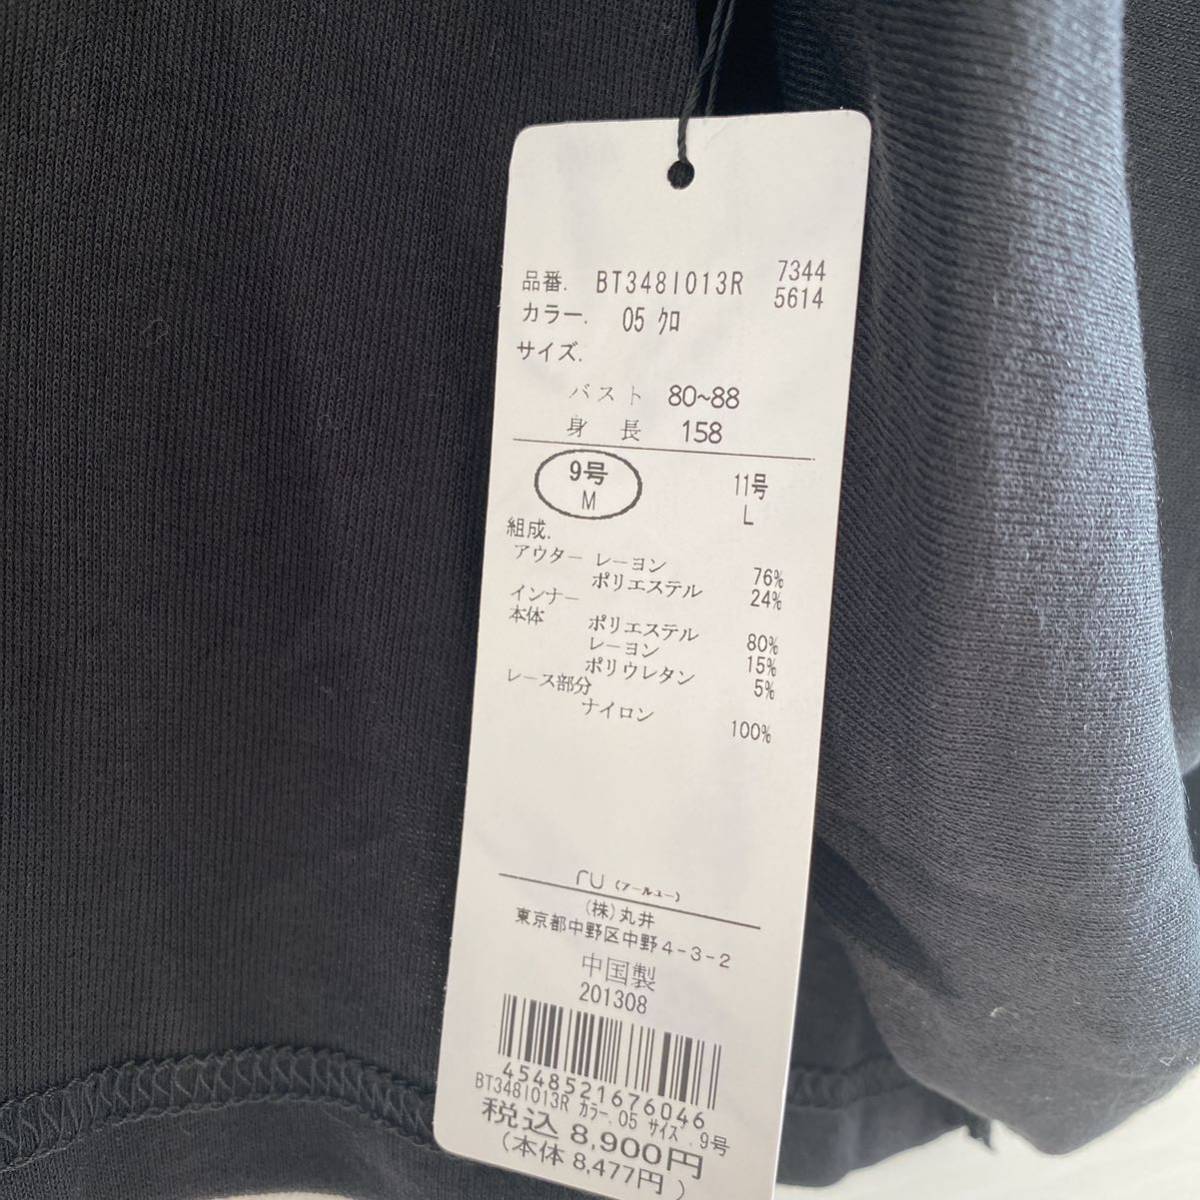 品番. BT348I013R 7344
5614
カラー. 05 ｸﾛ
サイズ.
バスト 80~88
身長 158
9号 11号
M L
組成.
アウター レーヨン 76%
ポリエステル 24%
インナー
本体 ポリエステル 80%
レーヨン 15%
ポリウレタン 5%
レース部分
ナイロン 100%
ru (アールユー)
(株)丸井
東京都中野区中野4-3-2
中国製
201308
4548521676046
BT348I013R ｶﾗｰ. 05 ｻｲｽﾞ. 9号
税込 8,900円
(本体 8,477円)